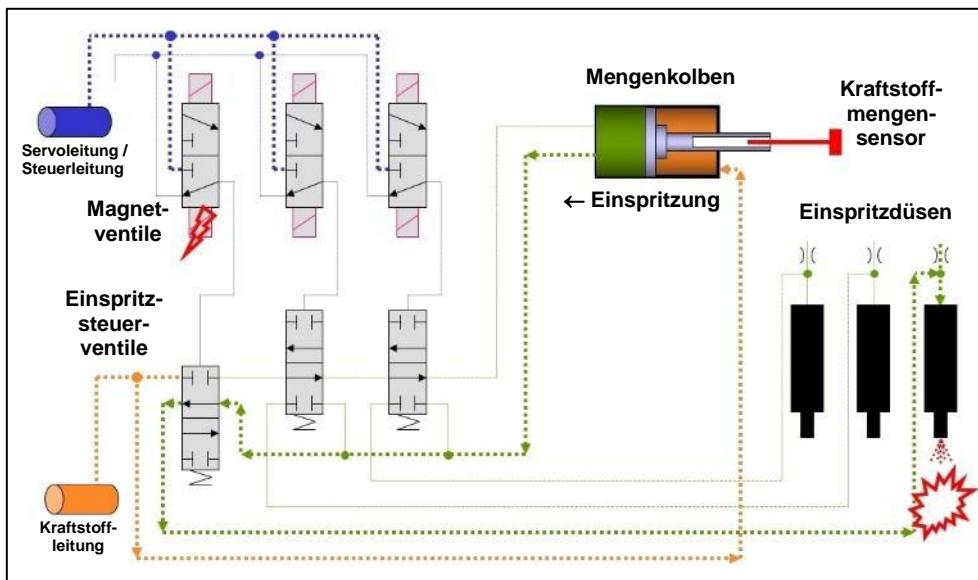 Servoleitung /
Steuerleitung
Magnet-
ventile
Einspritz-
steuer-
ventile
Kraftstoff-
leitung
Mengenkolben
← Einspritzung
Kraftstoff-
mengen-
sensor
Einspritzdüsen